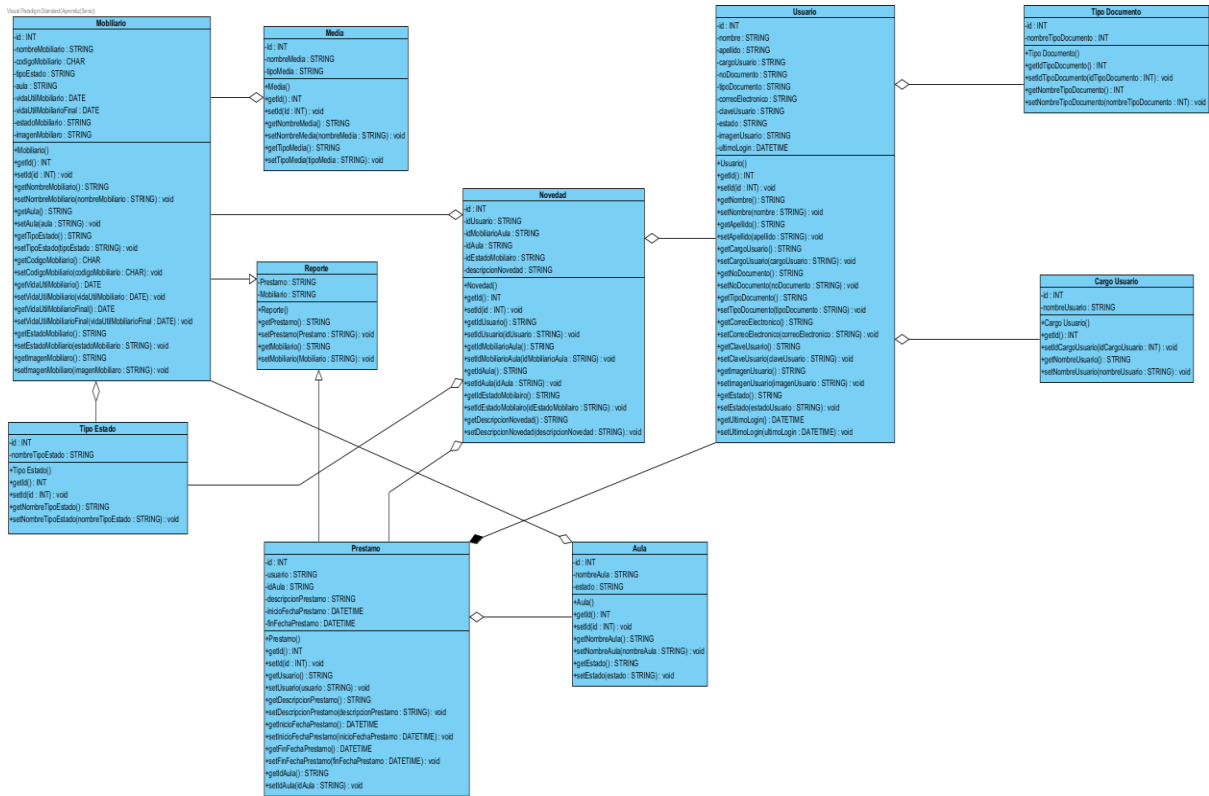 Visual Paradigm Standard(Aprendiz(Sena))
Mobiliario
-id : INT
-nombreMobiliario : STRING
-codigoMobiliario : CHAR
-tipoEstado : STRING
-aula : STRING
-vidaUtilMobiliario : DATE
-vidaUtilMobiliarioFinal : DATE
-estadoMobiliario : STRING
-imagenMobiliaro : STRING
+Mobiliario()
+getId() : INT
+setId(id : INT) : void
+getNombreMobiliario() : STRING
+setNombreMobiliario(nombreMobiliario : STRING) : void
+getAula() : STRING
+setAula(aula : STRING) : void
+getTipoEstado() : STRING
+setTipoEstado(tipoEstado : STRING) : void
+getCodigoMobiliario() : CHAR
+setCodigoMobiliario(codigoMobiliario : CHAR) : void
+getVidaUtilMobiliario() : DATE
+setVidaUtilMobiliario(vidaUtilMobiliario : DATE) : void
+getVidaUtilMobiliarioFinal() : DATE
+setVidaUtilMobiliarioFinal(vidaUtilMobiliarioFinal : DATE) : void
+getEstadoMobiliario() : STRING
+setEstadoMobiliario(estadoMobiliario : STRING) : void
+getImagenMobiliaro() : STRING
+setImagenMobiliaro(imagenMobiliaro : STRING) : void
Media
-Id : INT
-nombreMedia : STRING
-tipoMedia : STRING
+Media()
+getId() : INT
+setId(Id : INT) : void
+getNombreMedia() : STRING
+setNombreMedia(nombreMedia : STRING) : void
+getTipoMedia() : STRING
+setTipoMedia(tipoMedia : STRING) : void
Usuario
-id : INT
-nombre : STRING
-apellido : STRING
-cargoUsuario : STRING
-noDocumento : STRING
-tipoDocumento : STRING
-correoElectronico : STRING
-claveUsuario : STRING
-estado : STRING
-imagenUsuario : STRING
-ultimoLogin : DATETIME
+Usuario()
+getId() : INT
+setId(id : INT) : void
+getNombre() : STRING
+setNombre(nombre : STRING) : void
+getApellido() : STRING
+setApellido(apellido : STRING) : void
+getCargoUsuario() : STRING
+setCargoUsuario(cargoUsuario : STRING) : void
+getNoDocumento() : STRING
+setNoDocumento(noDocumento : STRING) : void
+getTipoDocumento() : STRING
+setTipoDocumento(tipoDocumento : STRING) : void
+getCorreoElectronico() : STRING
+setCorreoElectronico(correoElectronico : STRING) : void
+getClaveUsuario() : STRING
+setClaveUsuario(claveUsuario : STRING) : void
+getImagenUsuario() : STRING
+setImagenUsuario(imagenUsuario : STRING) : void
+getEstado() : STRING
+setEstado(estadoUsuario : STRING) : void
+getUltimoLogin() : DATETIME
+setUltimoLogin(ultimoLogin : DATETIME) : void
Tipo Documento
-id : INT
-nombreTipoDocumento : INT
+Tipo Documento()
+getIdTipoDocumento() : INT
+setIdTipoDocumento(idTipoDocumento : INT) : void
+getNombreTipoDocumento() : INT
+setNombreTipoDocumento(nombreTipoDocumento : INT) : void
Novedad
-id : INT
-idUsuario : STRING
-idMobiliarioAula : STRING
-idAula : STRING
-idEstadoMobilairo : STRING
-descripcionNovedad : STRING
+Novedad()
+getId() : INT
+setId(id : INT) : void
+getIdUsuario() : STRING
+setIdUsuario(idUsuario : STRING) : void
+getIdMobiliarioAula() : STRING
+setIdMobiliarioAula(idMobiliarioAula : STRING) : void
+getIdAula() : STRING
+setIdAula(idAula : STRING) : void
+getIdEstadoMobilairo() : STRING
+setIdEstadoMobilairo(idEstadoMobilairo : STRING) : void
+getDescripcionNovedad() : STRING
+setDescripcionNovedad(descripcionNovedad : STRING) : void
Reporte
-Prestamo : STRING
-Mobiliario : STRING
+Reporte()
+getPrestamo() : STRING
+setPrestamo(Prestamo : STRING) : void
+getMobiliario() : STRING
+setMobiliario(Mobiliario : STRING) : void
Cargo Usuario
-id : INT
-nombreUsuario : STRING
+Cargo Usuario()
+getId() : INT
+setIdCargoUsuario(idCargoUsuario : INT) : void
+getNombreUsuario() : STRING
+setNombreUsuario(nombreUsuario : STRING) : void
Tipo Estado
-id : INT
-nombreTipoEstado : STRING
+Tipo Estado()
+getId() : INT
+setId(id : INT) : void
+getNombreTipoEstado() : STRING
+setNombreTipoEstado(nombreTipoEstado : STRING) : void
Prestamo
-id : INT
-usuario : STRING
-idAula : STRING
-descripcionPrestamo : STRING
-inicioFechaPrestamo : DATETIME
-finFechaPrestamo : DATETIME
+Prestamo()
+getId() : INT
+setId(id : INT) : void
+getUsuario() : STRING
+setUsuario(usuario : STRING) : void
+getDescripcionPrestamo() : STRING
+setDescripcionPrestamo(descripcionPrestamo : STRING) : void
+getInicioFechaPrestamo() : DATETIME
+setInicioFechaPrestamo(inicioFechaPrestamo : DATETIME) : void
+getFinFechaPrestamo() : DATETIME
+setFinFechaPrestamo(finFechaPrestamo : DATETIME) : void
+getIdAula() : STRING
+setIdAula(idAula : STRING) : void
Aula
-id : INT
-nombreAula : STRING
-estado : STRING
+Aula()
+getId() : INT
+setId(id : INT) : void
+getNombreAula() : STRING
+setNombreAula(nombreAula : STRING) : void
+getEstado() : STRING
+setEstado(estado : STRING) : void